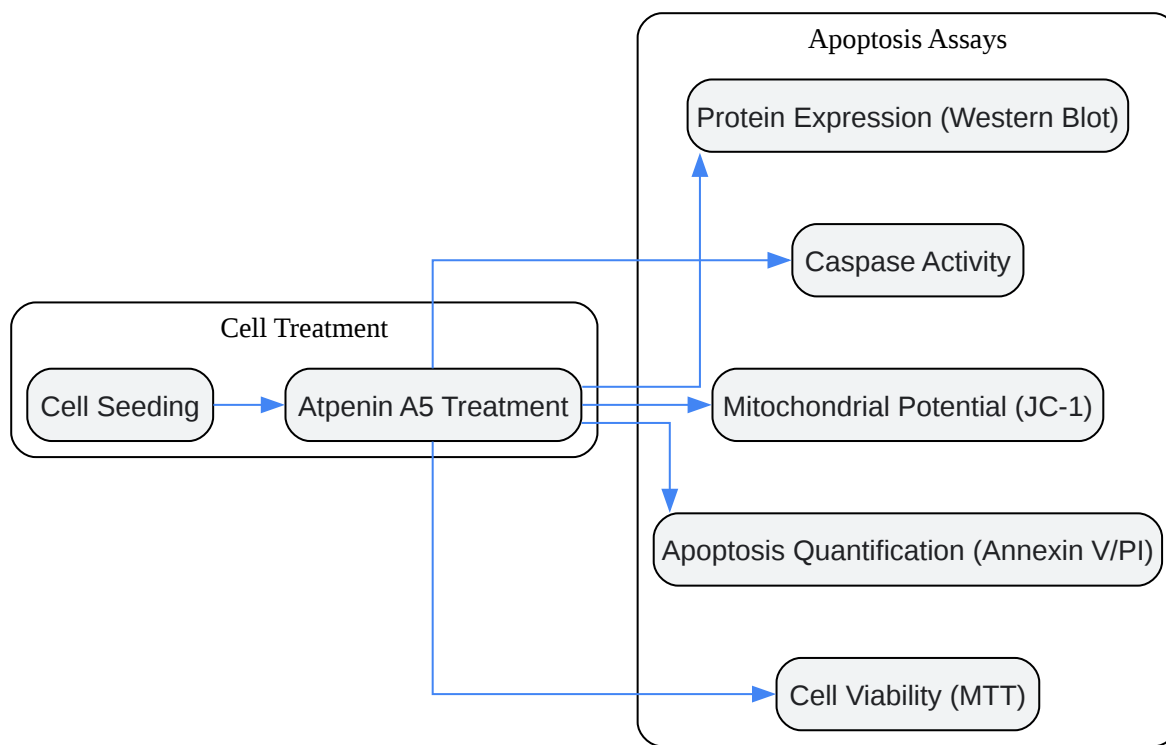 Apoptosis Assays
Protein Expression (Western Blot)
Caspase Activity
Cell Treatment
Cell Seeding
Atpenin A5 Treatment
Mitochondrial Potential (JC-1)
Apoptosis Quantification (Annexin V/PI)
Cell Viability (MTT)